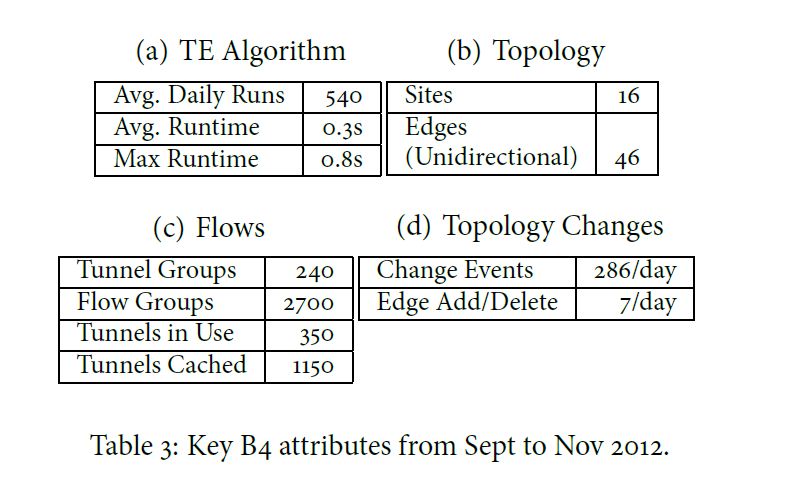 (a) TE Algorithm
Avg. Daily Runs 540
Avg. Runtime 0.3s
Max Runtime 0.8s
(b) Topology
Sites 16
Edges
(Unidirectional) 46
(c) Flows
Tunnel Groups 240
Flow Groups 2700
Tunnels in Use 350
Tunnels Cached 1150
(d) Topology Changes
Change Events 286/day
Edge Add/Delete 7/day
Table 3: Key B4 attributes from Sept to Nov 2012.